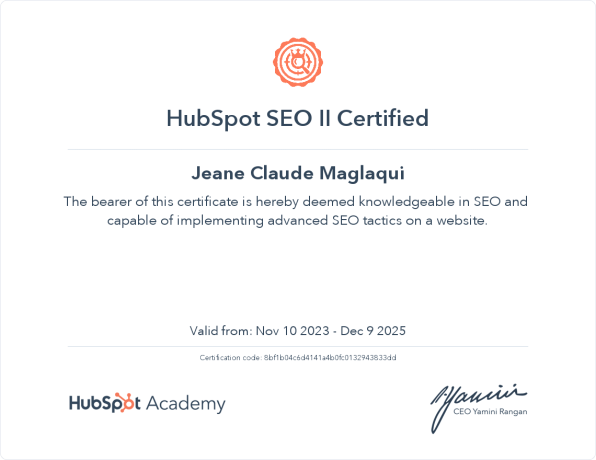 HubSpot SEO II Certified
Jeane Claude Maglaqui
The bearer of this certificate is hereby deemed knowledgeable in SEO and
capable of implementing advanced SEO tactics on a website.
Valid from: Nov 10 2023 - Dec 9 2025
Certification code: 8bf1b04c6d4141a4b0fc0132943833dd
HubSpot Academy
Yamini
CEO Yamini Rangan